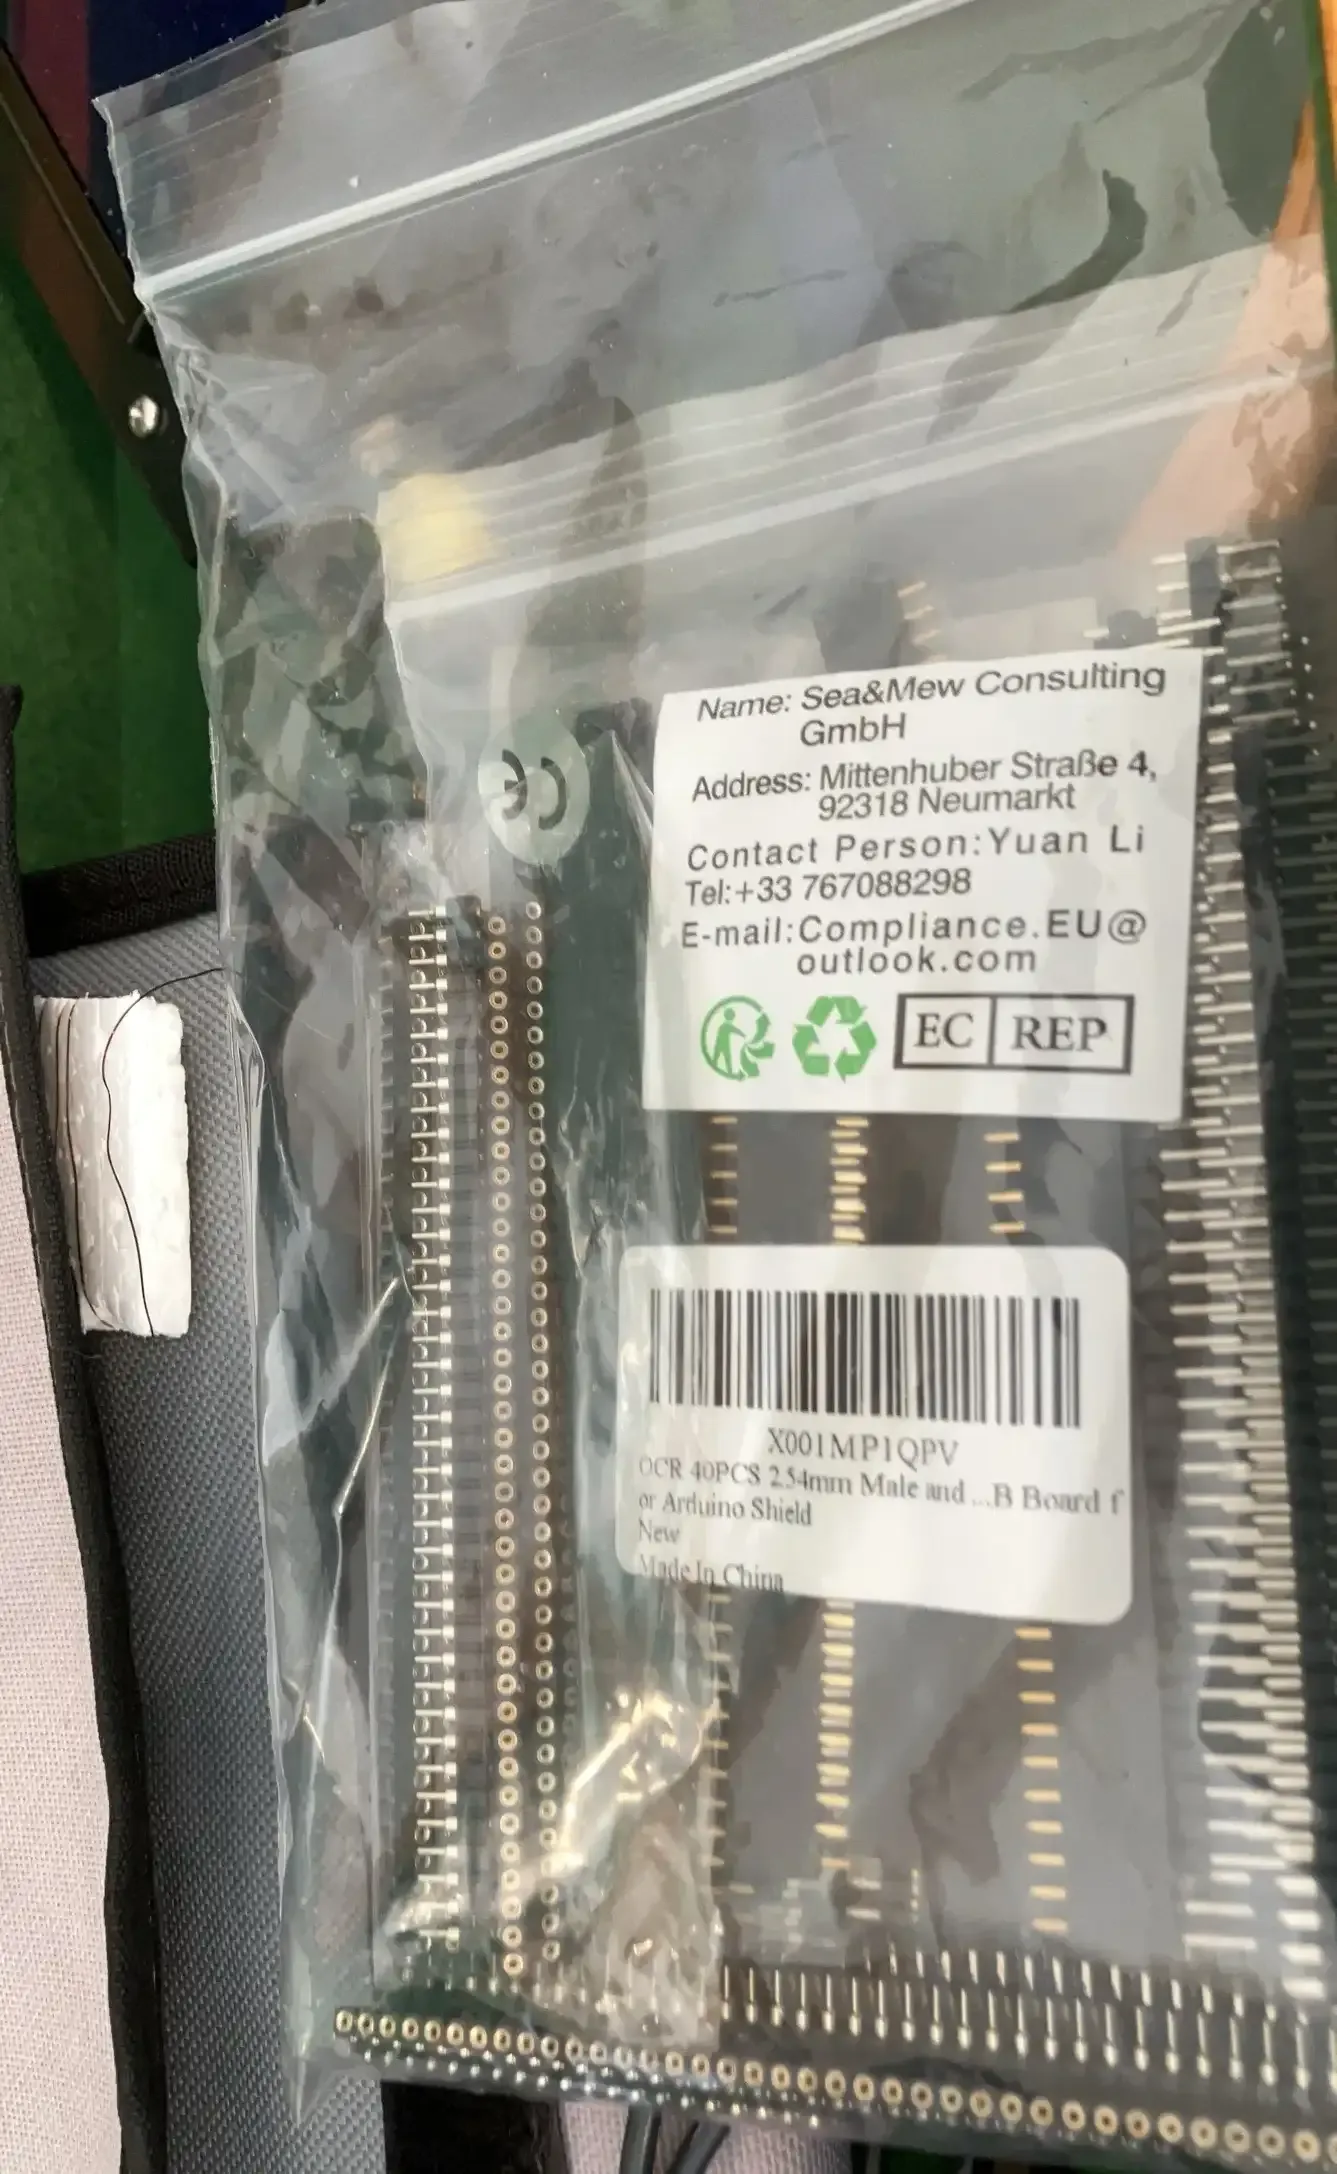 Name: Sea&Mew Consulting
GmbH
Address: Mittenhuber Straße 4,
92318 Neumarkt
Contact Person:Yuan Li
Tel:+33 767088298
E-mail:Compliance.EU@
outlook.com
EC REP
CE
X001MP1QPV
OCR 40PCS 2.54mm Male and ...B Board f
or Arduino Shield
New
Made In China